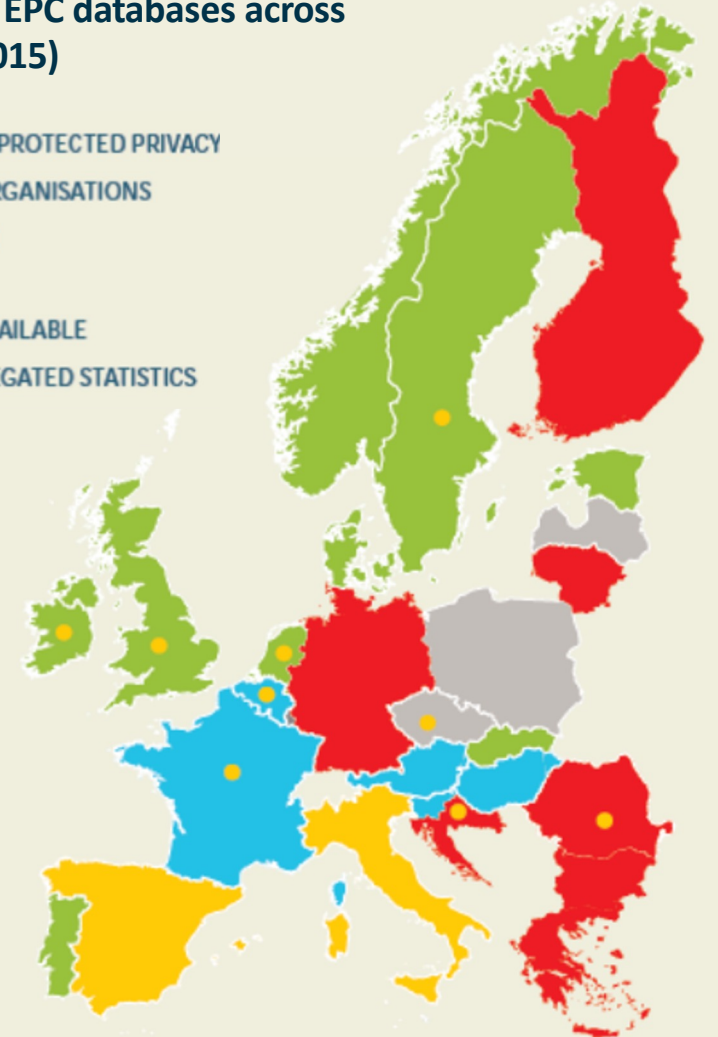 EPC databases across
015)
PROTECTED PRIVACY
RGANISATIONS
AILABLE
GATED STATISTICS